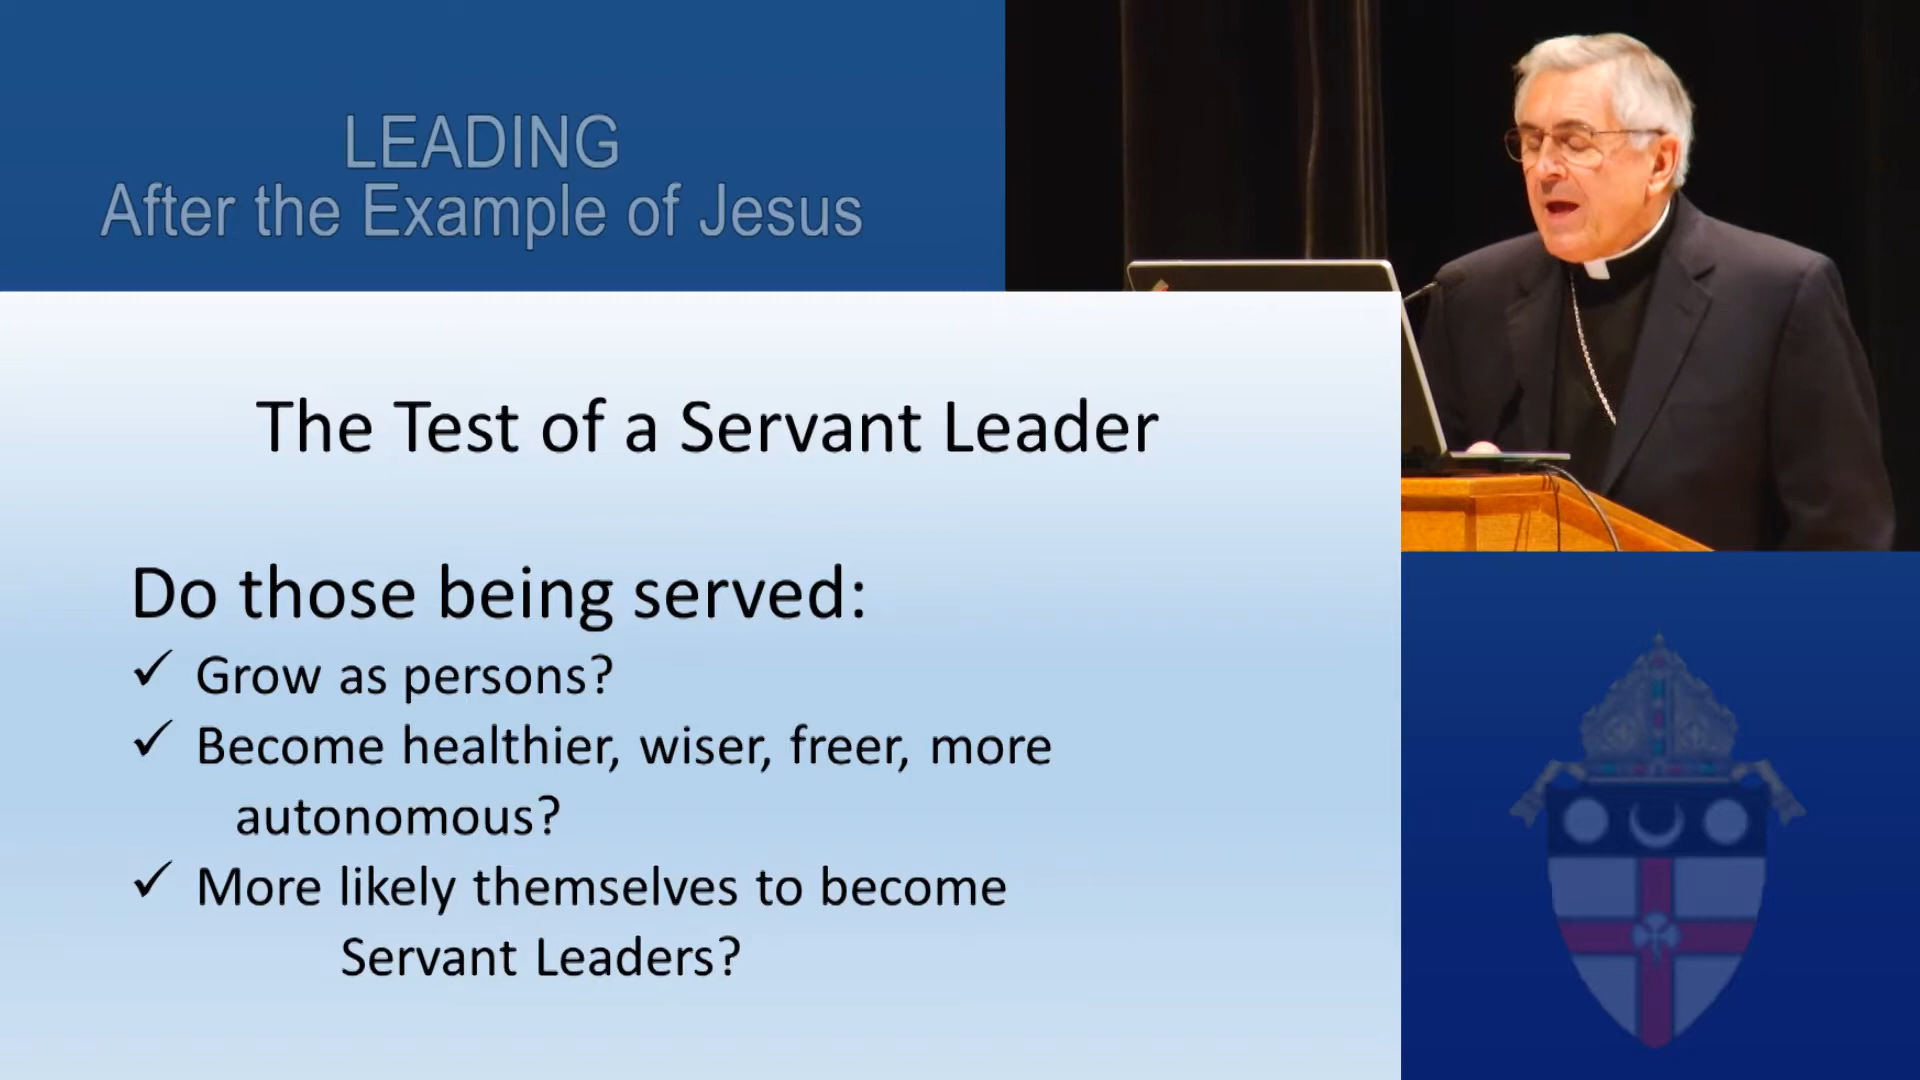 LEADING
After the Example of Jesus
The Test of a Servant Leader
Do those being served:
✓ Grow as persons?
✓ Become healthier, wiser, freer, more
autonomous?
✓ More likely themselves to become
Servant Leaders?